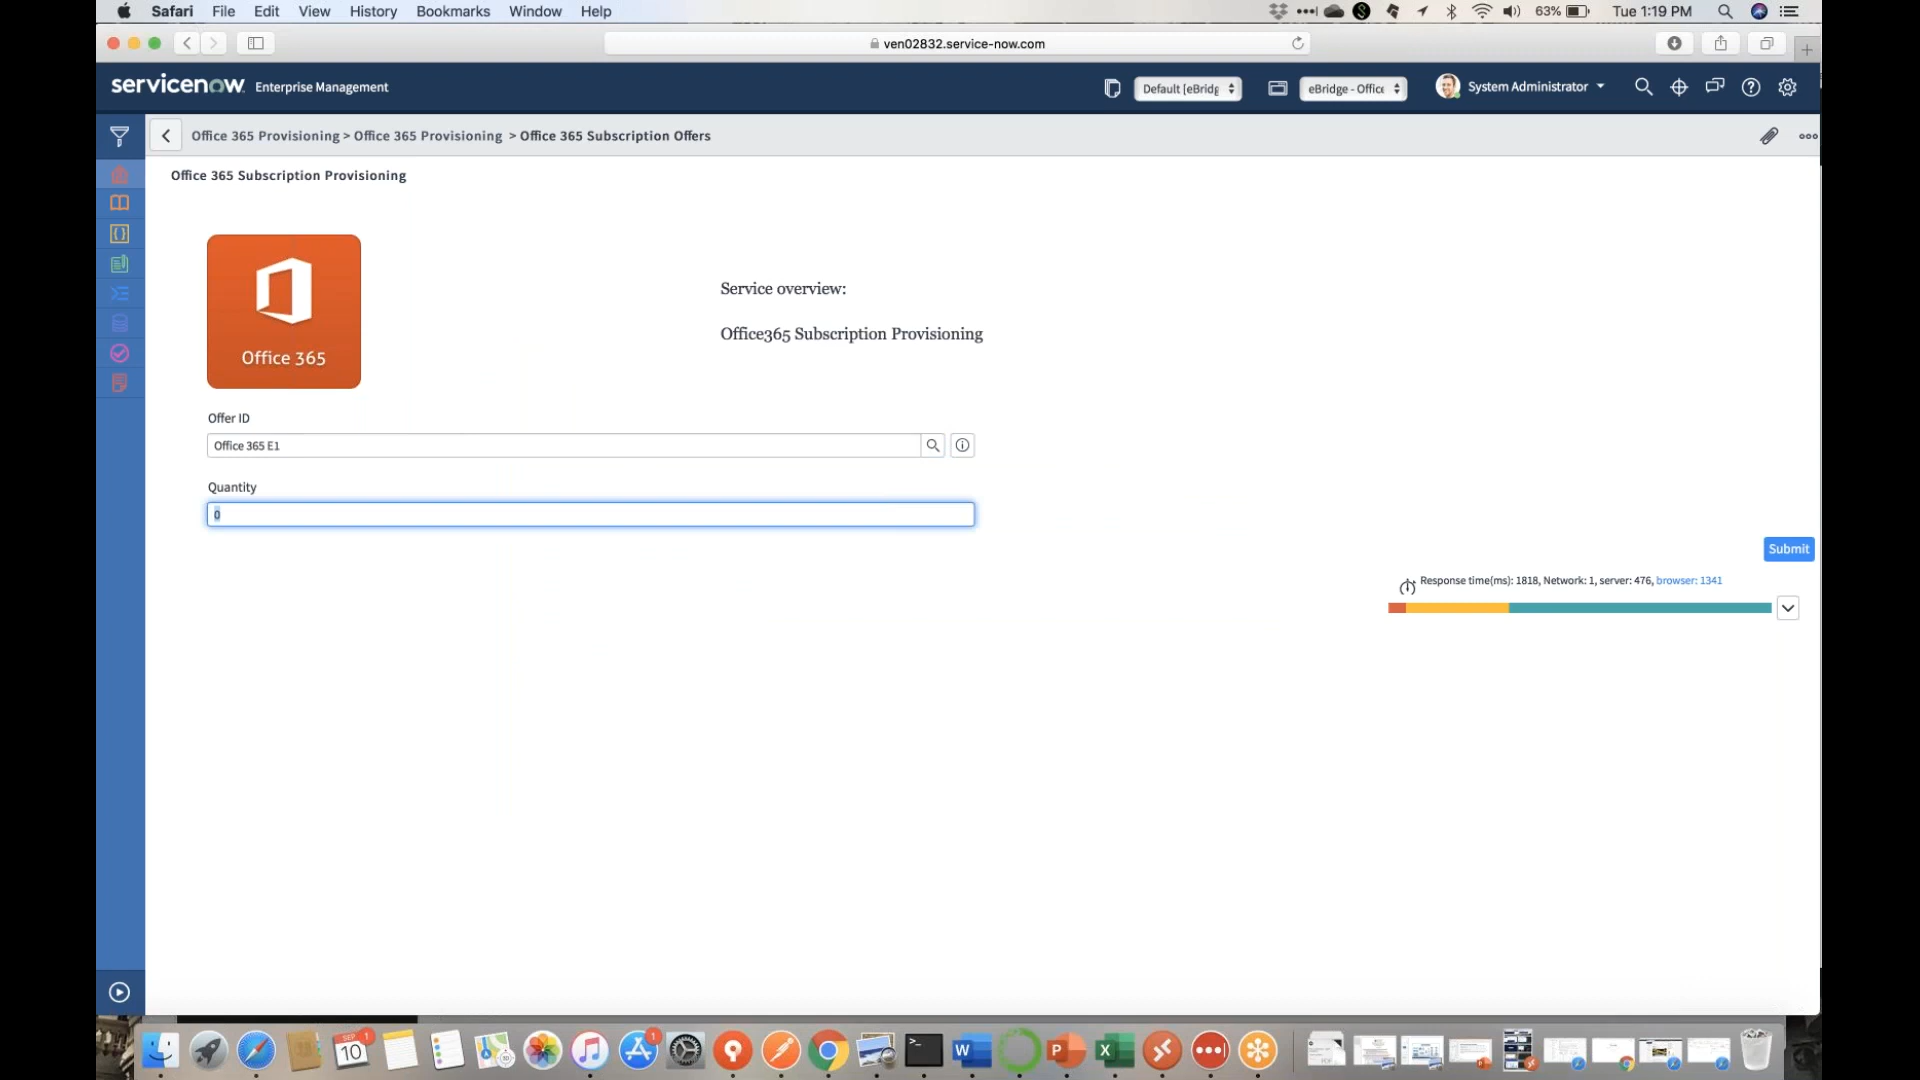 Safari File Edit View History Bookmarks Window Help 63% Tue 1:19 PM
ven02832.service-now.com
servicenow Enterprise Management Default [eBridg eBridge - Office System Administrator
Office 365 Provisioning > Office 365 Provisioning > Office 365 Subscription Offers
Office 365 Subscription Provisioning
Office 365
Service overview:
Office365 Subscription Provisioning
Offer ID
Office 365 E1
Quantity
0
Submit
Response time(ms): 1818, Network: 1, server: 476, browser: 1341
SEP 1
10
1
W
P
X